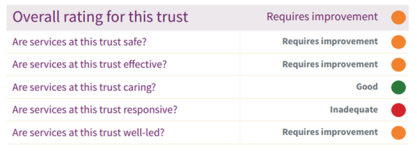 Overall rating for this trust Requires improvement
Are services at this trust safe? Requires improvement
Are services at this trust effective? Requires improvement
Are services at this trust caring? Good
Are services at this trust responsive? Inadequate
Are services at this trust well-led? Requires improvement